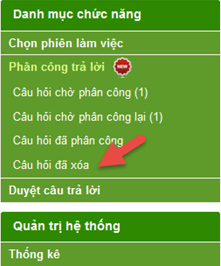 Danh mục chức năng
Chọn phiên làm việc
Phân công trả lời NEW
Câu hỏi chờ phân công (1)
Câu hỏi chờ phân công lại (1)
Câu hỏi đã phân công
Câu hỏi đã xóa
Duyệt câu trả lời
Quản trị hệ thống
Thống kê